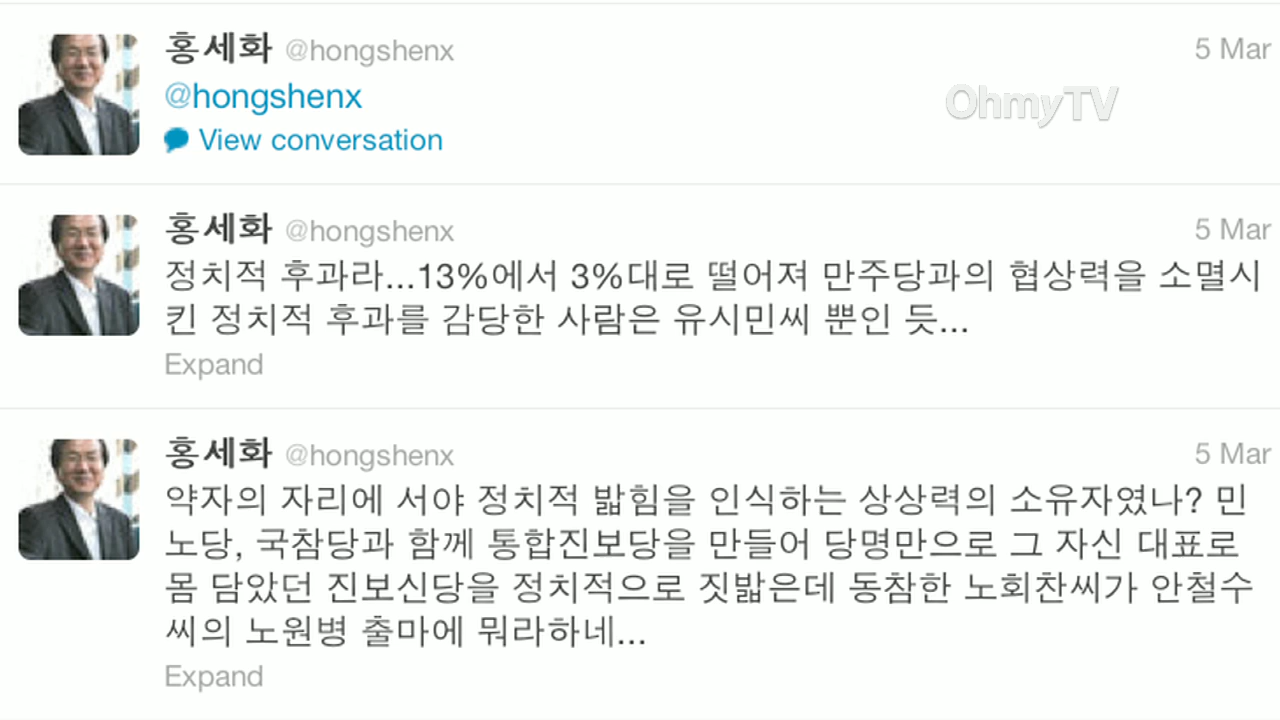 홍세화 @hongshenx 5 Mar
@hongshenx
OhmyTV
View conversation
홍세화 @hongshenx 5 Mar
정치적 후과라...13%에서 3%대로 떨어져 만주당과의 협상력을 소멸시
킨 정치적 후과를 감당한 사람은 유시민씨 뿐인 듯...
Expand
홍세화 @hongshenx 5 Mar
약자의 자리에 서야 정치적 밟힘을 인식하는 상상력의 소유자였나? 민
노당, 국참당과 함께 통합진보당을 만들어 당명만으로 그 자신 대표로
몸 담았던 진보신당을 정치적으로 짓밟은데 동참한 노회찬씨가 안철수
씨의 노원병 출마에 뭐라하네...
Expand